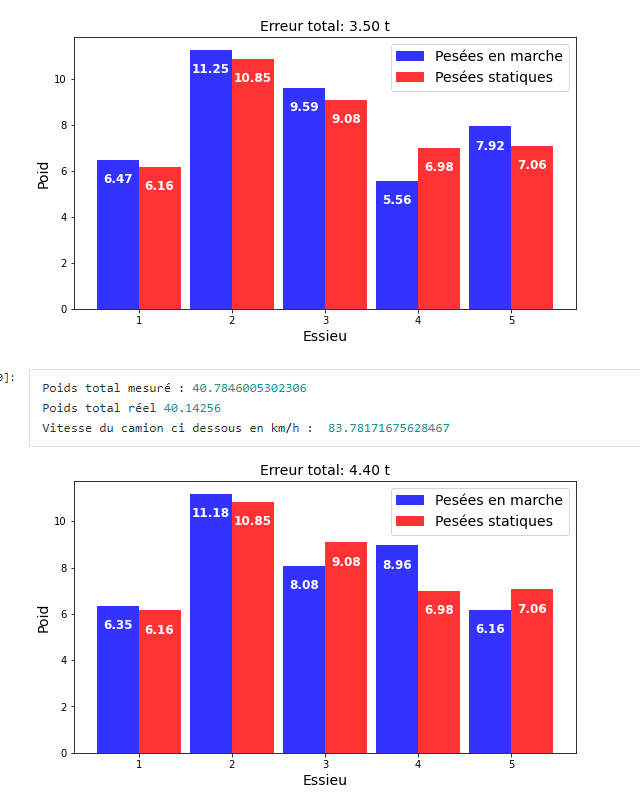 Erreur total: 3.50 t
Pesées en marche
Pesées statiques
Poid
10
8
6
4
2
0
6.47
6.16
11.25
10.85
9.59
9.08
5.56
6.98
7.92
7.06
1 2 3 4 5
Essieu
]:
Poids total mesuré : 40.7846005302306
Poids total réel 40.14256
Vitesse du camion ci dessous en km/h : 83.78171675628467
Erreur total: 4.40 t
Pesées en marche
Pesées statiques
Poid
10
8
6
4
2
0
6.35
6.16
11.18
10.85
8.08
9.08
8.96
6.98
6.16
7.06
1 2 3 4 5
Essieu